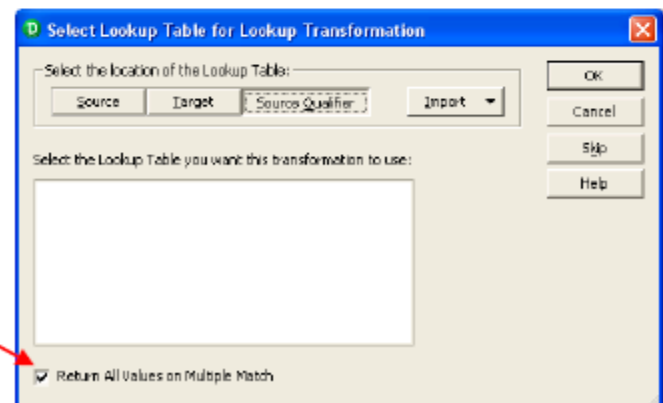 Select Lookup Table for Lookup Transformation
Select the location of the Lookup Table:
Source Target Source Qualifier Import
OK
Cancel
Skip
Help
Select the Lookup Table you want this transformation to use:
Return All Values on Multiple Match